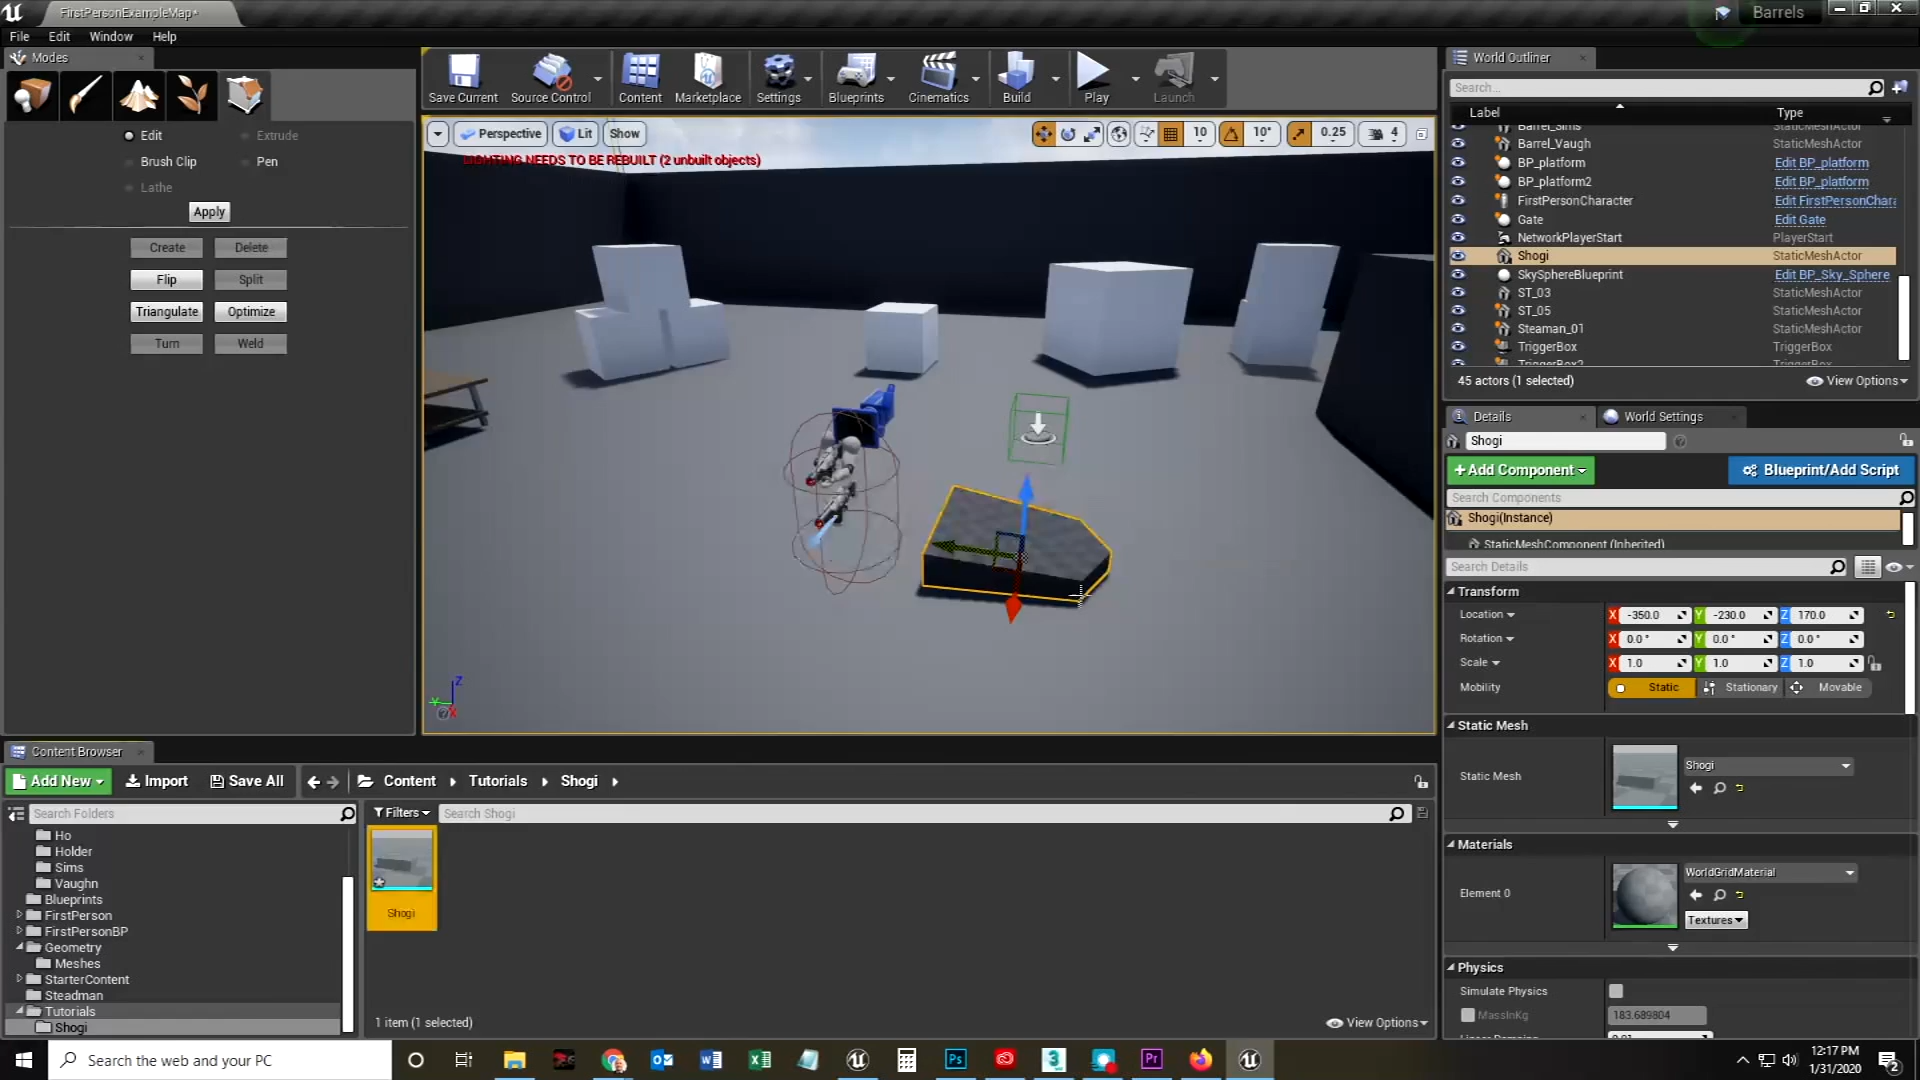 FirstPersonExampleMap*
Barrels
File Edit Window Help
Modes
Edit Extrude
Brush Clip Pen
Lathe
Apply
Create Delete
Flip Split
Triangulate Optimize
Turn Weld
Save Current Source Control Content Marketplace Settings Blueprints Cinematics Build Play Launch
Perspective Lit Show 10 10° 0.25 4
LIGHTING NEEDS TO BE REBUILT (2 unbuilt objects)
World Outliner
Search...
Label Type
Barrel_Sims StaticMeshActor
Barrel_Vaugh StaticMeshActor
BP_platform Edit BP_platform
BP_platform2 Edit BP_platform
FirstPersonCharacter Edit FirstPersonChara
Gate Edit Gate
NetworkPlayerStart PlayerStart
Shogi StaticMeshActor
SkySphereBlueprint Edit BP_Sky_Sphere
ST_03 StaticMeshActor
ST_05 StaticMeshActor
Steaman_01 StaticMeshActor
TriggerBox TriggerBox
TriggerBox2 TriggerBox
45 actors (1 selected) View Options
Details World Settings
Shogi
+Add Component Blueprint/Add Script
Search Components
Shogi(Instance)
StaticMeshComponent (Inherited)
Search Details
Transform
Location X -350.0 Y -230.0 Z 170.0
Rotation X 0.0 ° Y 0.0 ° Z 0.0 °
Scale X 1.0 Y 1.0 Z 1.0
Mobility Static Stationary Movable
Static Mesh
Static Mesh Shogi
Materials
Element 0 WorldGridMaterial
Textures
Physics
Simulate Physics
MassInKg 183.689804
Z
Y
X
Content Browser
Add New Import Save All Content Tutorials Shogi
Search Folders Filters Search Shogi
Ho
Holder
Sims
Vaughn
Blueprints
FirstPerson
FirstPersonBP
Geometry
Meshes
StarterContent
Steadman
Tutorials
Shogi
Shogi
1 item (1 selected) View Options
Search the web and your PC
Ps
3
Pr
12:17 PM
1/31/2020
2